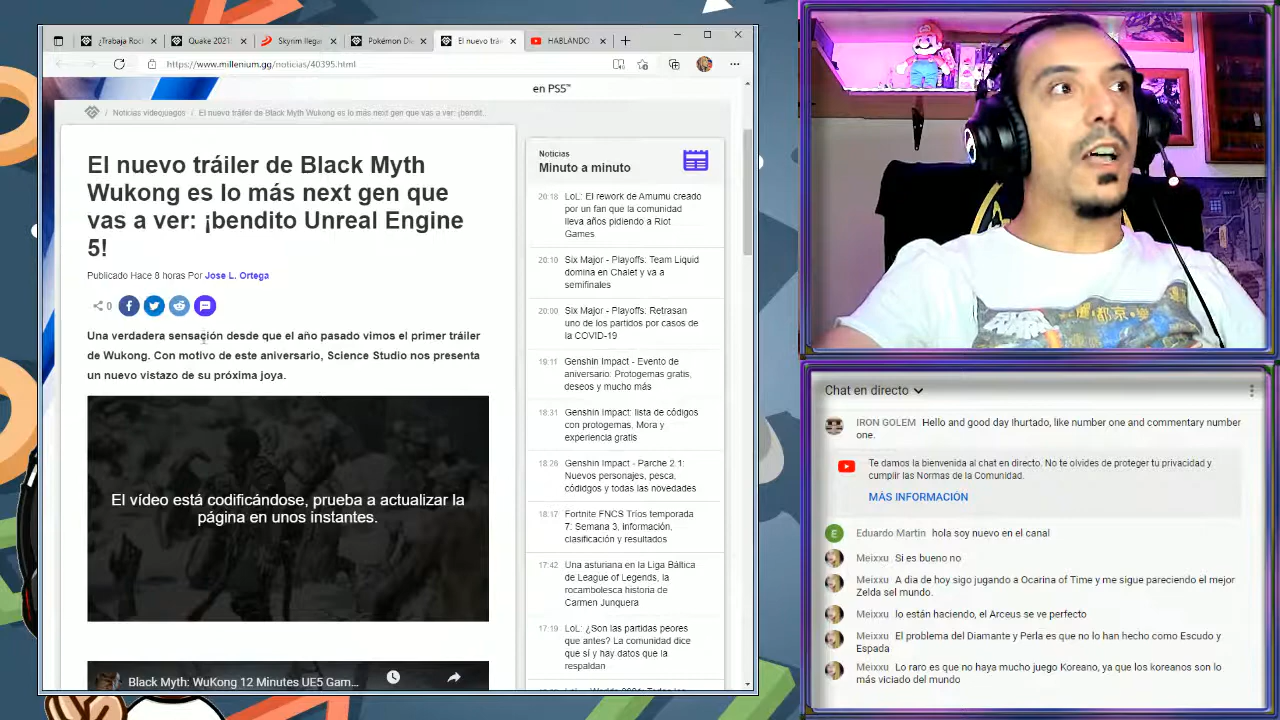 ¿Trabaja Roc
Quake 2021:
Skyrim llega
Pokémon Di
El nuevo trá
HABLANDO
https://www.millenium.gg/noticias/40395.html
en PS5™
Noticias videojuegos / El nuevo tráiler de Black Myth Wukong es lo más next gen que vas a ver: ¡bendit...
El nuevo tráiler de Black Myth
Wukong es lo más next gen que
vas a ver: ¡bendito Unreal Engine
5!
Publicado Hace 8 horas Por Jose L. Ortega
0
Una verdadera sensación desde que el año pasado vimos el primer tráiler
de Wukong. Con motivo de este aniversario, Science Studio nos presenta
un nuevo vistazo de su próxima joya.
El vídeo está codificándose, prueba a actualizar la
página en unos instantes.
Black Myth: WuKong 12 Minutes UE5 Gam...
Noticias
Minuto a minuto
20:18 LoL: El rework de Amumu creado
por un fan que la comunidad
lleva años pidiendo a Riot
Games
20:10 Six Major - Playoffs: Team Liquid
domina en Chalet y va a
semifinales
20:00 Six Major - Playoffs: Retrasan
uno de los partidos por casos de
la COVID-19
19:11 Genshin Impact - Evento de
aniversario: Protogemas gratis,
deseos y mucho más
18:31 Genshin Impact: lista de códigos
con protogemas, Mora y
experiencia gratis
18:26 Genshin Impact - Parche 2.1:
Nuevos personajes, pesca,
códigos y todas las novedades
18:17 Fortnite FNCS Tríos temporada
7: Semana 3, información,
clasificación y resultados
17:42 Una asturiana en la Liga Báltica
de League of Legends, la
rocambolesca historia de
Carmen Junquera
17:19 LoL: ¿Son las partidas peores
que antes? La comunidad dice
que sí y hay datos que la
respaldan
Chat en directo
IRON GOLEM Hello and good day lhurtado, like number one and commentary number
one.
Te damos la bienvenida al chat en directo. No te olvides de proteger tu privacidad y
cumplir las Normas de la Comunidad.
MÁS INFORMACIÓN
Eduardo Martin hola soy nuevo en el canal
Meixxu Si es bueno no
Meixxu A dia de hoy sigo jugando a Ocarina of Time y me sigue pareciendo el mejor
Zelda sel mundo.
Meixxu lo están haciendo, el Arceus se ve perfecto
Meixxu El problema del Diamante y Perla es que no lo han hecho como Escudo y
Espada
Meixxu Lo raro es que no haya mucho juego Koreano, ya que los koreanos son lo
más viciado del mundo